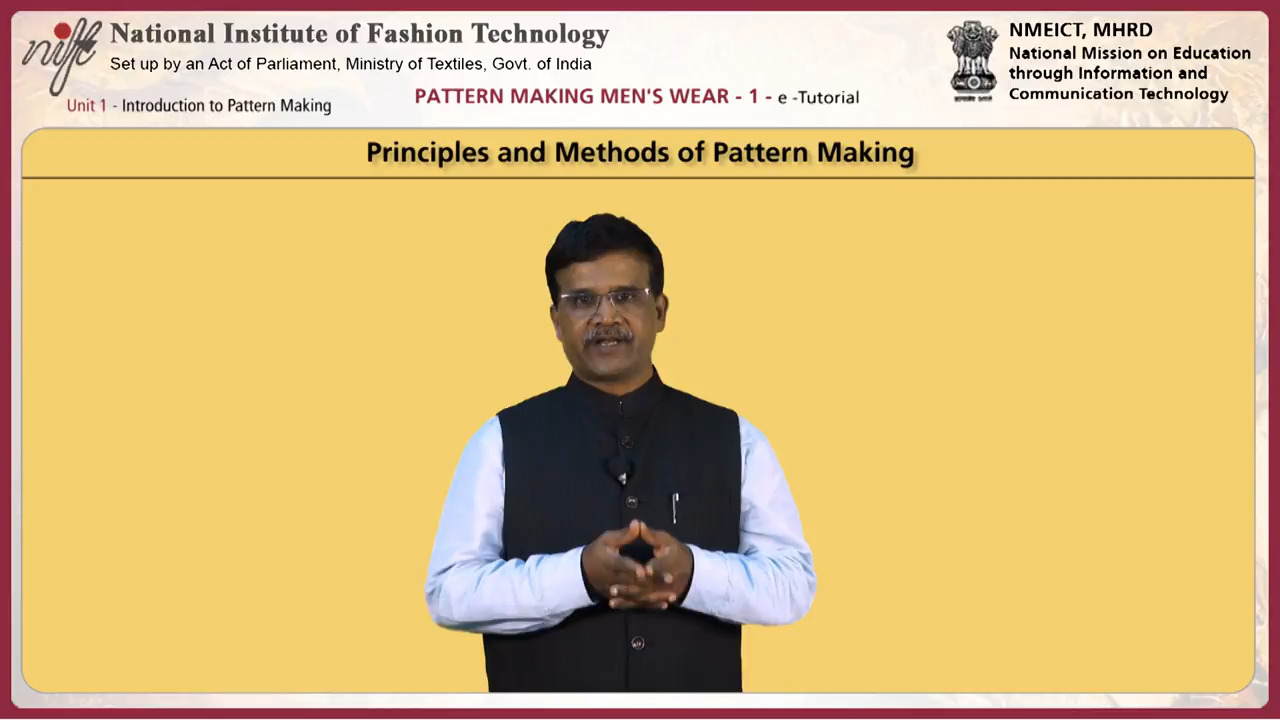 nift
National Institute of Fashion Technology
Set up by an Act of Parliament, Ministry of Textiles, Govt. of India
Unit 1 - Introduction to Pattern Making
PATTERN MAKING MEN'S WEAR - 1 - e -Tutorial
NMEICT, MHRD
National Mission on Education
through Information and
Communication Technology
Principles and Methods of Pattern Making